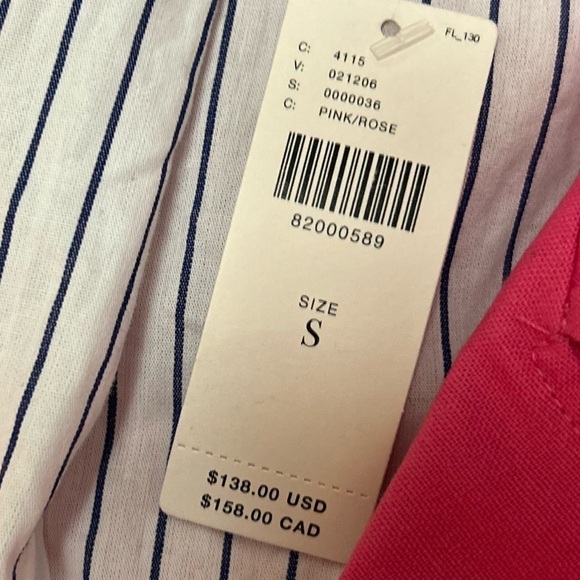 FL_130
C: 4115
V: 021206
S: 0000036
C: PINK/ROSE
82000589
SIZE
S
$138.00 USD
$158.00 CAD